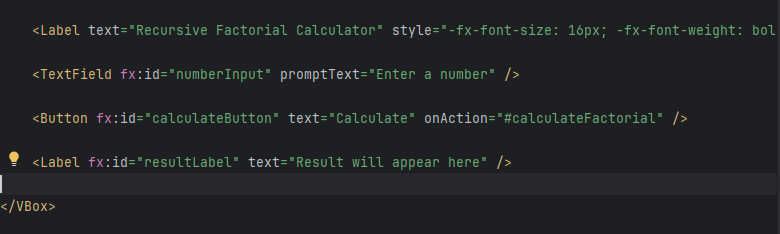 <Label text="Recursive Factorial Calculator" style="-fx-font-size: 16px; -fx-font-weight: bol
<TextField fx:id="numberInput" promptText="Enter a number" />
<Button fx:id="calculateButton" text="Calculate" onAction="#calculateFactorial" />
<Label fx:id="resultLabel" text="Result will appear here" />
</VBox>